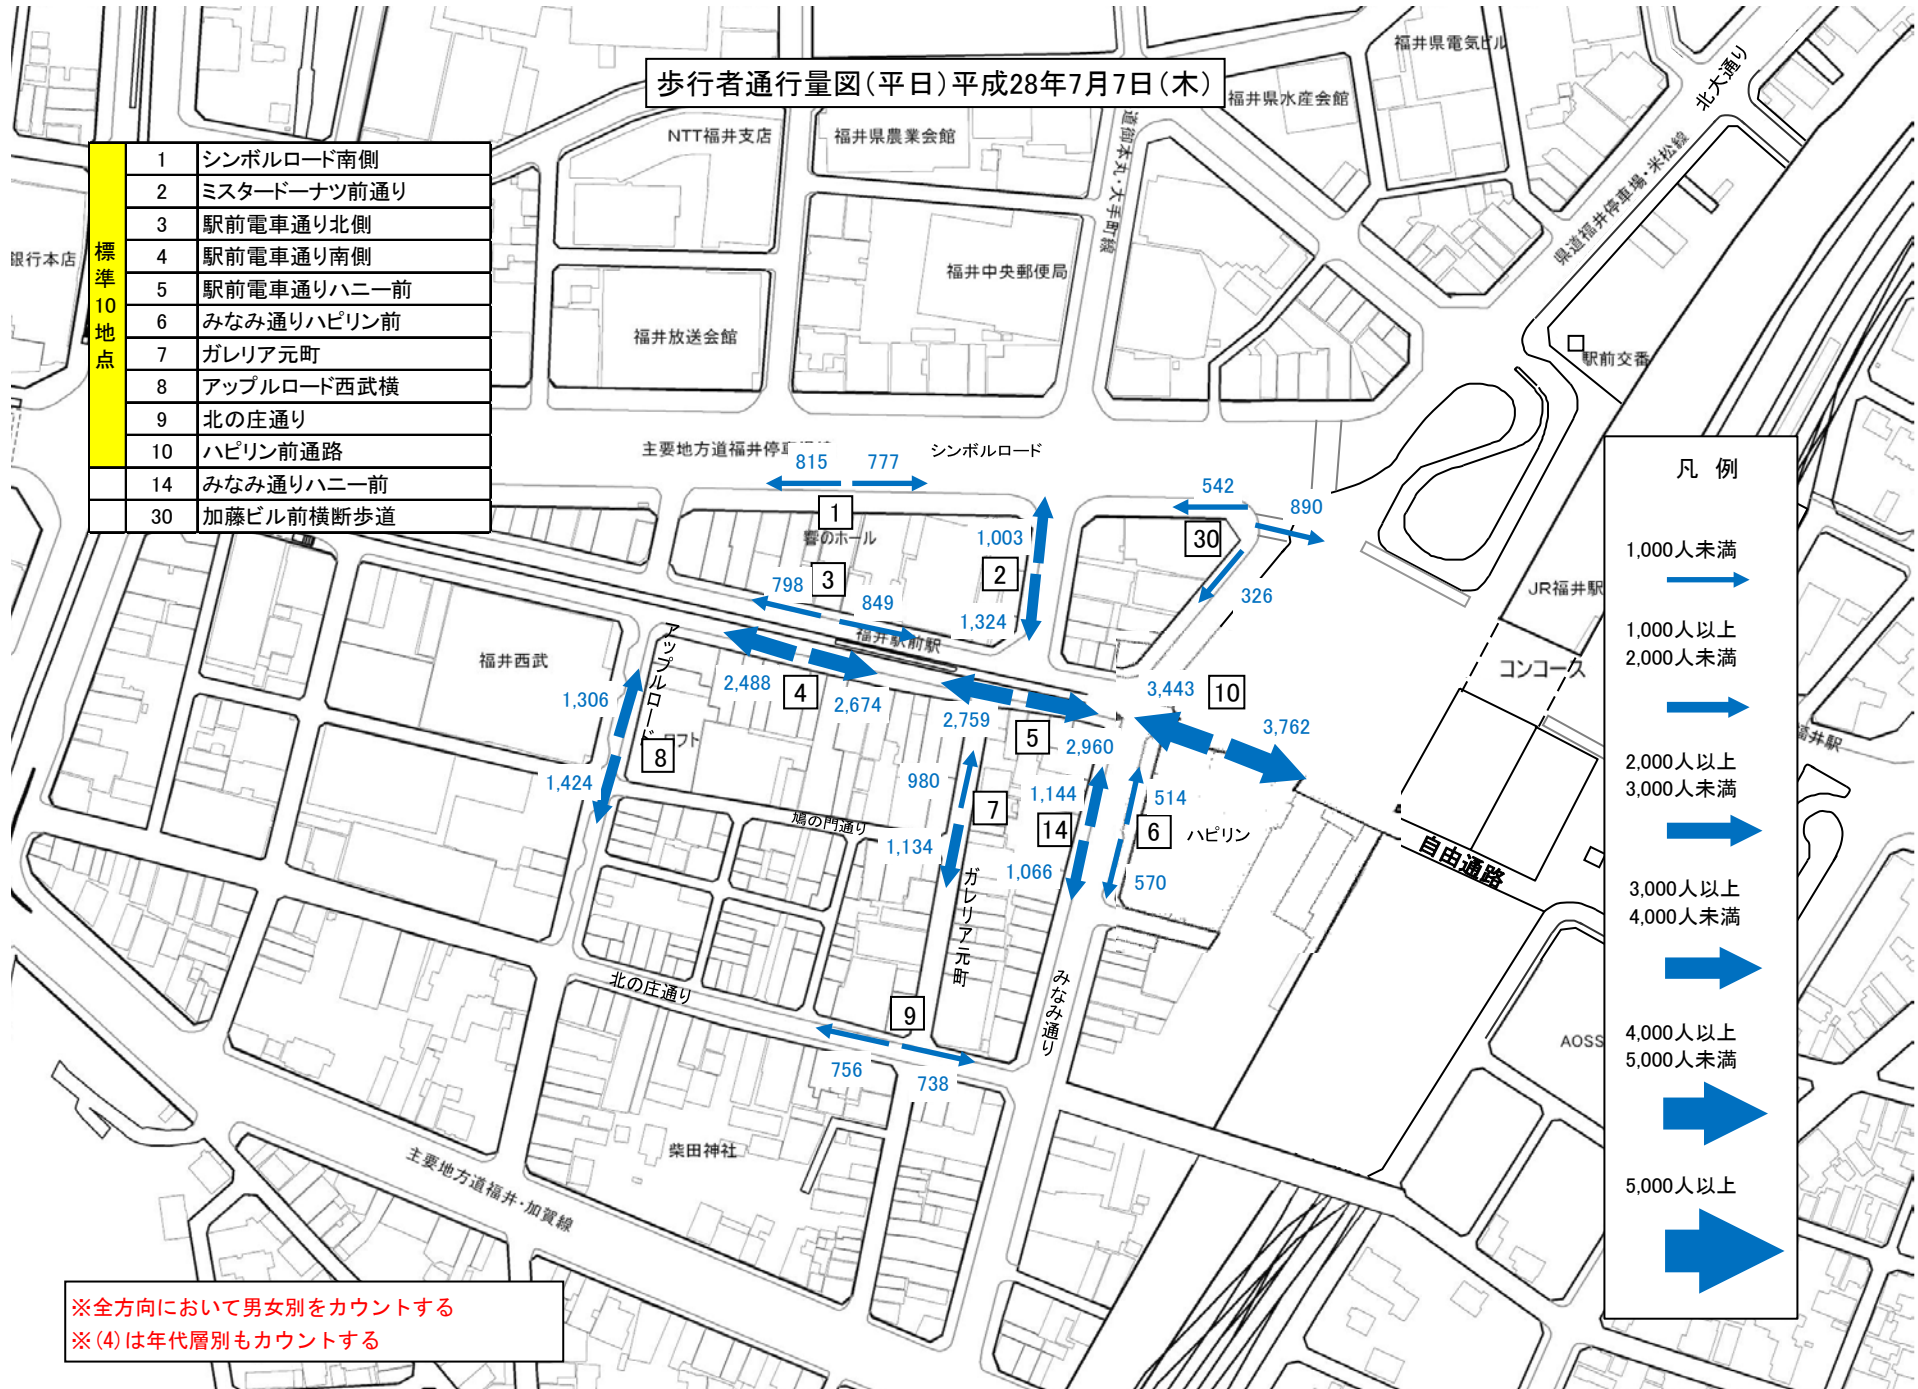 歩行者通行量図(平日)平成28年7月7日(木)
標準10地点
1 シンボルロード南側
2 ミスタードーナツ前通り
3 駅前電車通り北側
4 駅前電車通り南側
5 駅前電車通りハニー前
6 みなみ通りハピリン前
7 ガレリア元町
8 アップルロード西武横
9 北の庄通り
10 ハピリン前通路
14 みなみ通りハニー前
30 加藤ビル前横断歩道
福井県電気ビル
北大通り
福井県水産会館
NTT福井支店
福井県農業会館
道御本丸・大手町線
県道福井停車場・米松線
銀行本店
福井中央郵便局
福井放送会館
駅前交番
主要地方道福井停車
シンボルロード
815
777
542
890
1
響のホール
1,003
30
2
3
798
849
1,324
326
福井駅前駅
JR福井駅
コンコース
福井駅
福井西武
アップルロード
ロフト
1,306
1,424
8
2,488
4
2,674
2,759
5
2,960
3,443
10
3,762
980
7
1,134
1,144
14
1,066
514
6
570
ハピリン
鳩の門通り
ガレリア元町
自由通路
みなみ通り
北の庄通り
9
756
738
AOSS
柴田神社
主要地方道福井・加賀線
凡 例
1,000人未満
1,000人以上
2,000人未満
2,000人以上
3,000人未満
3,000人以上
4,000人未満
4,000人以上
5,000人未満
5,000人以上
※全方向において男女別をカウントする
※(4)は年代層別もカウントする